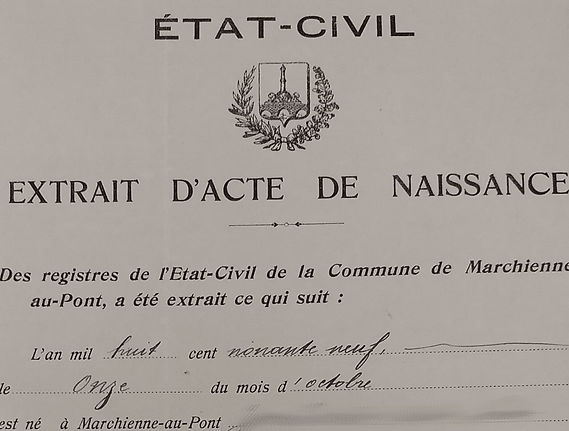 ÉTAT-CIVIL
EXTRAIT D'ACTE DE NAISSANCE
Des registres de l'Etat-Civil de la Commune de Marchienne
au-Pont, a été extrait ce qui suit :
L'an mil huit cent nonante neuf,
le Onze du mois d'octobre
est né à Marchienne-au-Pont